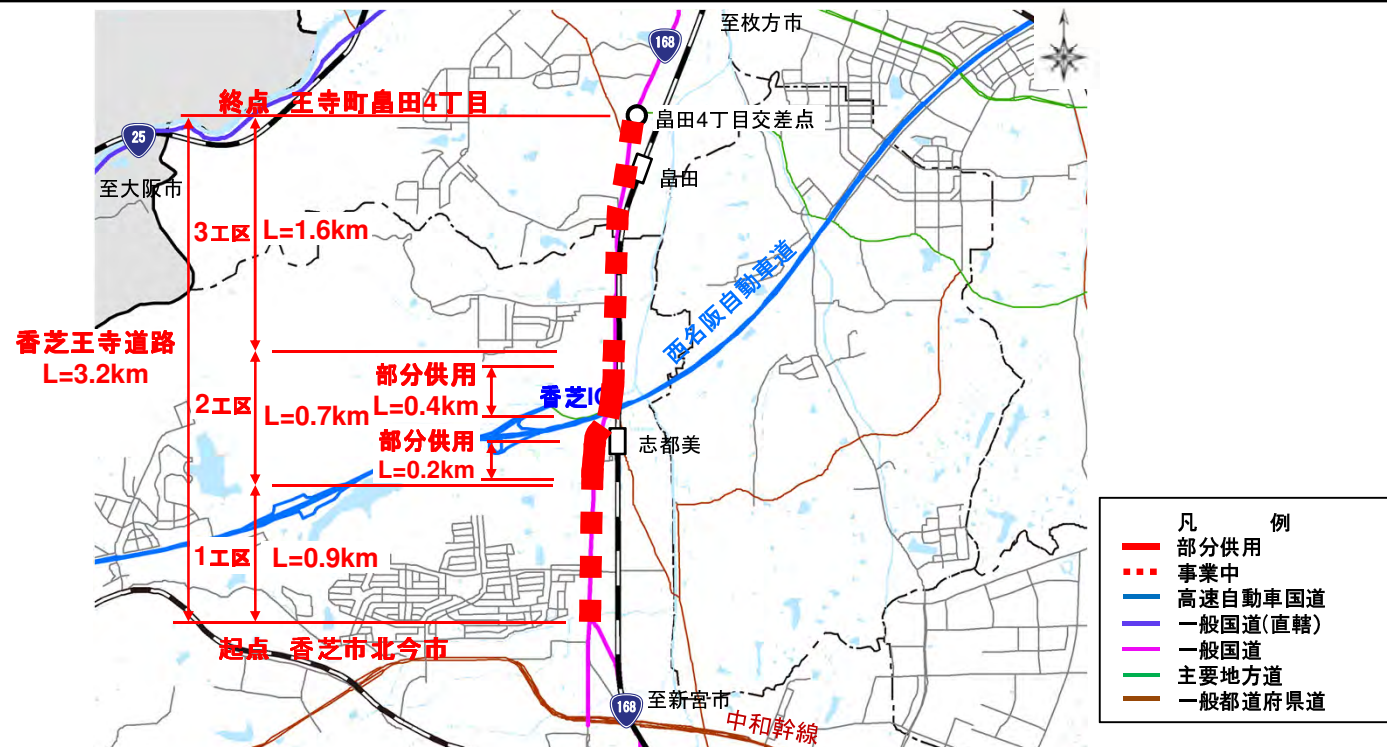 至枚方市
168
終点 王寺町畠田4丁目
畠田4丁目交差点
25
至大阪市
畠田
3工区 L=1.6km
西名阪自動車道
香芝王寺道路
L=3.2km
部分供用
L=0.4km
香芝IC
2工区 L=0.7km
部分供用
L=0.2km
志都美
1工区 L=0.9km
起点 香芝市北今市
168
至新宮市
中和幹線
凡 例
部分供用
事業中
高速自動車国道
一般国道(直轄)
一般国道
主要地方道
一般都道府県道